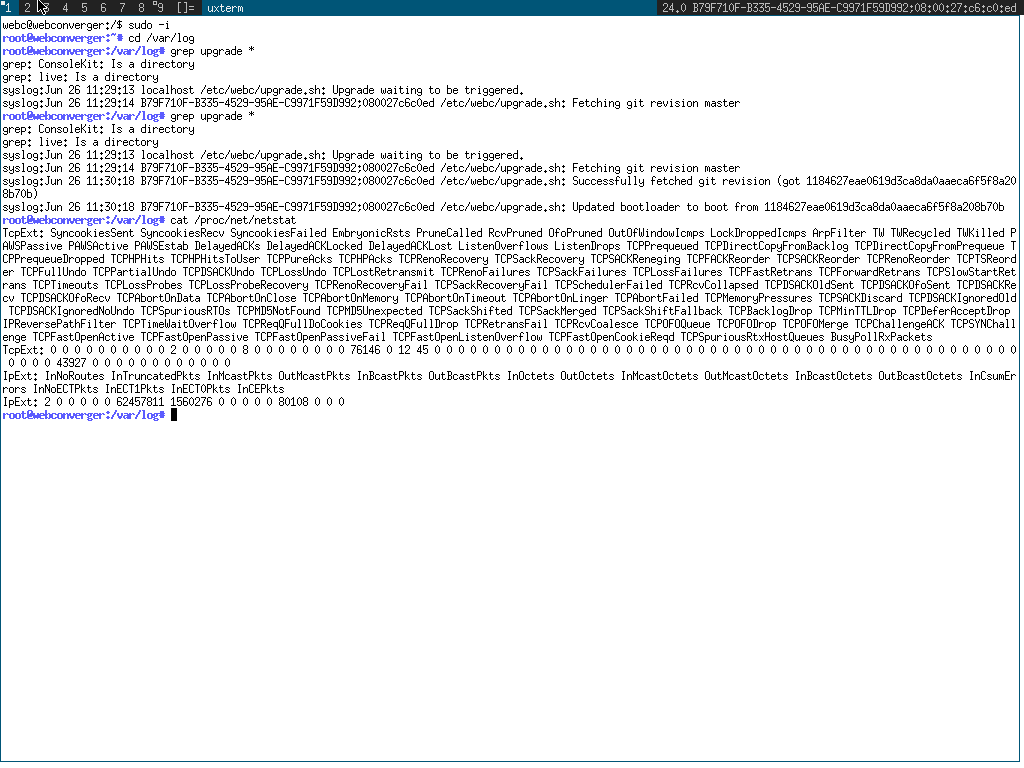 1 2 3 4 5 6 7 8 9 []= uxterm 24.0 B79F710F-B335-4529-95AE-C9971F59D992;08:00:27:c6:c0:ed
webc@webconverger:/$ sudo -i
root@webconverger:~# cd /var/log
root@webconverger:/var/log# grep upgrade *
grep: ConsoleKit: Is a directory
grep: live: Is a directory
syslog:Jun 26 11:29:13 localhost /etc/webc/upgrade.sh: Upgrade waiting to be triggered.
syslog:Jun 26 11:29:14 B79F710F-B335-4529-95AE-C9971F59D992;080027c6c0ed /etc/webc/upgrade.sh: Fetching git revision master
root@webconverger:/var/log# grep upgrade *
grep: ConsoleKit: Is a directory
grep: live: Is a directory
syslog:Jun 26 11:29:13 localhost /etc/webc/upgrade.sh: Upgrade waiting to be triggered.
syslog:Jun 26 11:29:14 B79F710F-B335-4529-95AE-C9971F59D992;080027c6c0ed /etc/webc/upgrade.sh: Fetching git revision master
syslog:Jun 26 11:30:18 B79F710F-B335-4529-95AE-C9971F59D992;080027c6c0ed /etc/webc/upgrade.sh: Successfully fetched git revision (got 1184627eae0619d3ca8da0aaeca6f5f8a20
8b70b)
syslog:Jun 26 11:30:18 B79F710F-B335-4529-95AE-C9971F59D992;080027c6c0ed /etc/webc/upgrade.sh: Updated bootloader to boot from 1184627eae0619d3ca8da0aaeca6f5f8a208b70b
root@webconverger:/var/log# cat /proc/net/netstat
TcpExt: SyncookiesSent SyncookiesRecv SyncookiesFailed EmbryonicRsts PruneCalled RcvPruned OfoPruned OutOfWindowIcmps LockDroppedIcmps ArpFilter TW TWRecycled TWKilled P
AWSPassive PAWSActive PAWSEstab DelayedACKs DelayedACKLocked DelayedACKLost ListenOverflows ListenDrops TCPPrequeued TCPDirectCopyFromBacklog TCPDirectCopyFromPrequeue T
CPPrequeueDropped TCPHPHits TCPHPHitsToUser TCPPureAcks TCPHPAcks TCPRenoRecovery TCPSackRecovery TCPSACKReneging TCPFACKReorder TCPSACKReorder TCPRenoReorder TCPTSReord
er TCPFullUndo TCPPartialUndo TCPDSACKUndo TCPLossUndo TCPLostRetransmit TCPRenoFailures TCPSackFailures TCPLossFailures TCPFastRetrans TCPForwardRetrans TCPSlowStartRet
rans TCPTimeouts TCPLossProbes TCPLossProbeRecovery TCPRenoRecoveryFail TCPSackRecoveryFail TCPSchedulerFailed TCPRcvCollapsed TCPDSACKOldSent TCPDSACKOfoSent TCPDSACKRe
cv TCPDSACKOfoRecv TCPAbortOnData TCPAbortOnClose TCPAbortOnMemory TCPAbortOnTimeout TCPAbortOnLinger TCPAbortFailed TCPMemoryPressures TCPSACKDiscard TCPDSACKIgnoredOld
 TCPDSACKIgnoredNoUndo TCPSpuriousRTOs TCPMD5NotFound TCPMD5Unexpected TCPSackShifted TCPSackMerged TCPSackShiftFallback TCPBacklogDrop TCPMinTTLDrop TCPDeferAcceptDrop
IPReversePathFilter TCPTimeWaitOverflow TCPReqQFullDoCookies TCPReqQFullDrop TCPRetransFail TCPRcvCoalesce TCPOFOQueue TCPOFODrop TCPOFOMerge TCPChallengeACK TCPSYNChall
enge TCPFastOpenActive TCPFastOpenPassive TCPFastOpenPassiveFail TCPFastOpenListenOverflow TCPFastOpenCookieReqd TCPSpuriousRtxHostQueues BusyPollRxPackets
TcpExt: 0 0 0 0 0 0 0 0 0 0 2 0 0 0 0 0 8 0 0 0 0 0 0 0 0 76146 0 12 45 0 0 0 0 0 0 0 0 0 0 0 0 0 0 0 0 0 0 0 0 0 0 0 0 0 0 0 0 0 0 0 0 0 0 0 0 0 0 0 0 0 0 0 0 0 0 0 0 0
 0 0 0 0 43927 0 0 0 0 0 0 0 0 0 0 0 0
IpExt: InNoRoutes InTruncatedPkts InMcastPkts OutMcastPkts InBcastPkts OutBcastPkts InOctets OutOctets InMcastOctets OutMcastOctets InBcastOctets OutBcastOctets InCsumEr
rors InNoECTPkts InECT1Pkts InECT0Pkts InCEPkts
IpExt: 2 0 0 0 0 0 62457811 1560276 0 0 0 0 0 80108 0 0 0
root@webconverger:/var/log#